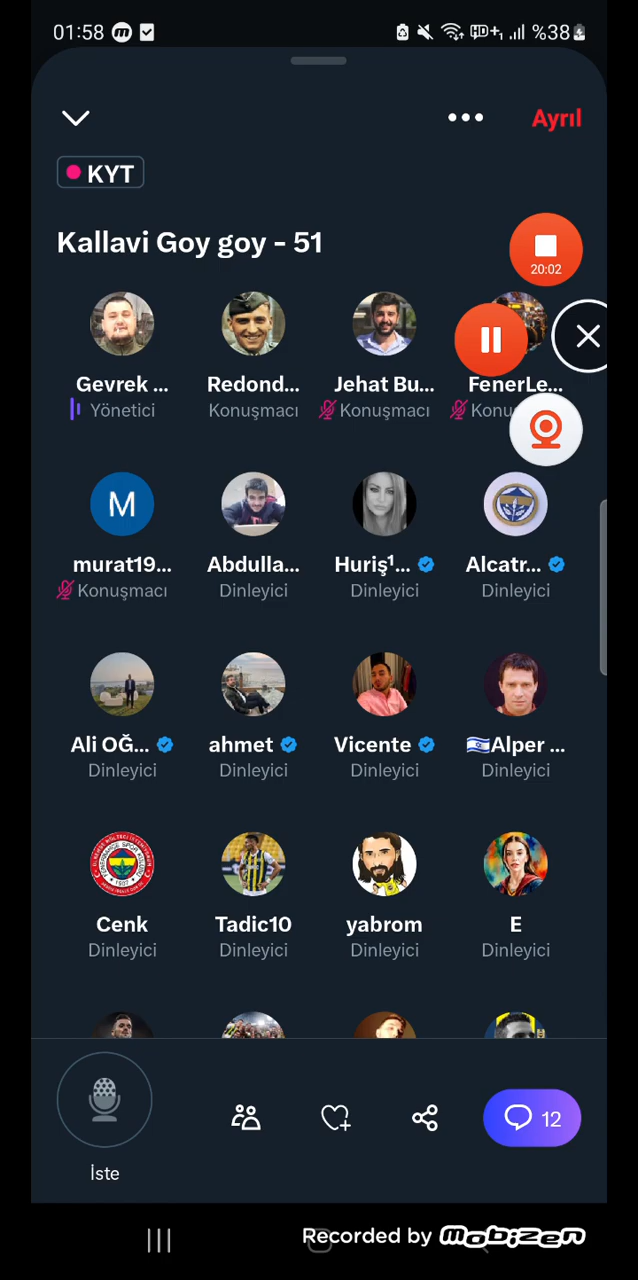 01:58
%38
Ayrıl
KYT
Kallavi Goy goy - 51
20:02
Gevrek ...
Redond...
Jehat Bu...
FenerLe...
Yönetici
Konuşmacı
Konuşmacı
Konu
M
murat19...
Abdulla...
Huriş¹...
Alcatr...
Konuşmacı
Dinleyici
Dinleyici
Dinleyici
Ali OĞ...
ahmet
Vicente
Alper ...
Dinleyici
Dinleyici
Dinleyici
Dinleyici
Cenk
Tadic10
yabrom
E
Dinleyici
Dinleyici
Dinleyici
Dinleyici
12
İste
Recorded by mobizen